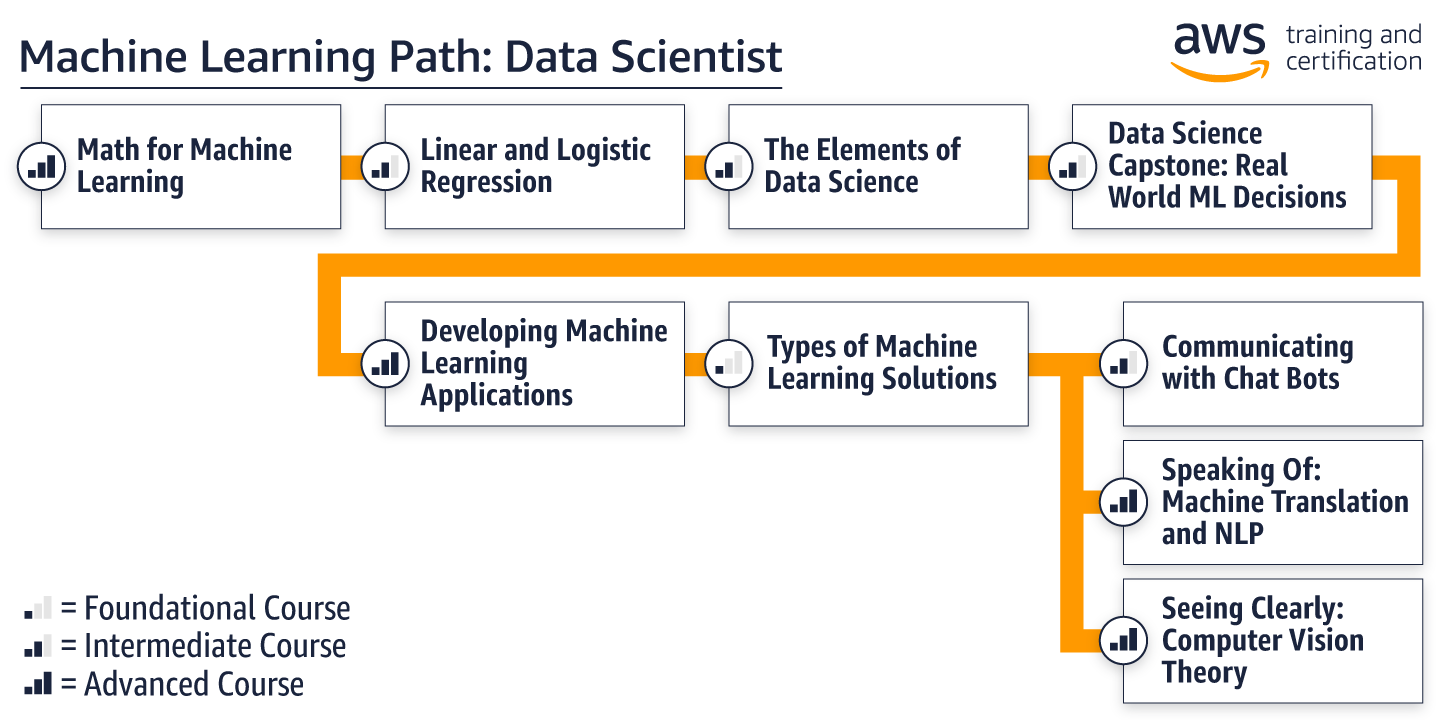 Machine Learning Path: Data Scientist
aws training and
certification
Math for Machine
Learning
Linear and Logistic
Regression
The Elements of
Data Science
Data Science
Capstone: Real
World ML Decisions
Developing Machine
Learning
Applications
Types of Machine
Learning Solutions
Communicating
with Chat Bots
Speaking Of:
Machine Translation
and NLP
Seeing Clearly:
Computer Vision
Theory
= Foundational Course
= Intermediate Course
= Advanced Course